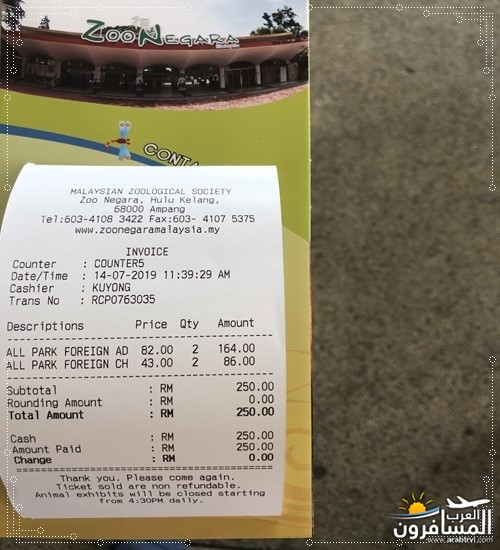 ZOO NEGARA
CONTA
MALAYSIAN ZOOLOGICAL SOCIETY
Zoo Negara, Hulu Kelang,
68000 Ampang
Tel:603-4108 3422 Fax:603- 4107 5375
www.zoonegaramalaysia.my
INVOICE
Counter : COUNTER5
Date/Time : 14-07-2019 11:39:29 AM
Cashier : KUYONG
Trans No : RCP0763035
Descriptions Price Qty Amount
ALL PARK FOREIGN AD 82.00 2 164.00
ALL PARK FOREIGN CH 43.00 2 86.00
Subtotal : RM 250.00
Rounding Amount : RM 0.00
Total Amount : RM 250.00
Cash : RM 250.00
Amount Paid : RM 250.00
Change : RM 0.00
Thank you. Please come again.
Ticket sold are non refundable.
Animal exhibits will be closed starting
from 4:30PM daily.
العرب
المسافرون
www.arabtrvl.com